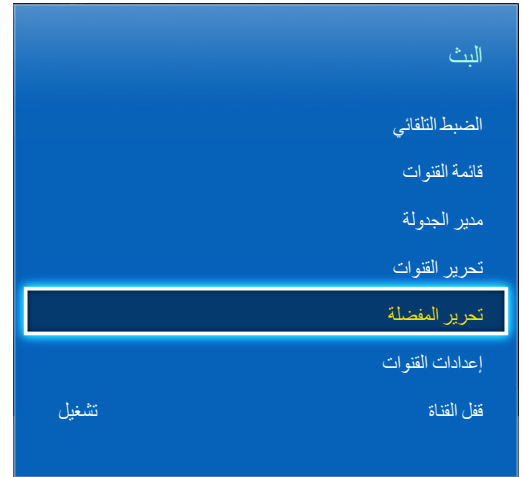 البث
الضبط التلقائي
قائمة القنوات
مدير الجدولة
تحرير القنوات
تحرير المفضلة
إعدادات القنوات
قفل القناة تشغيل